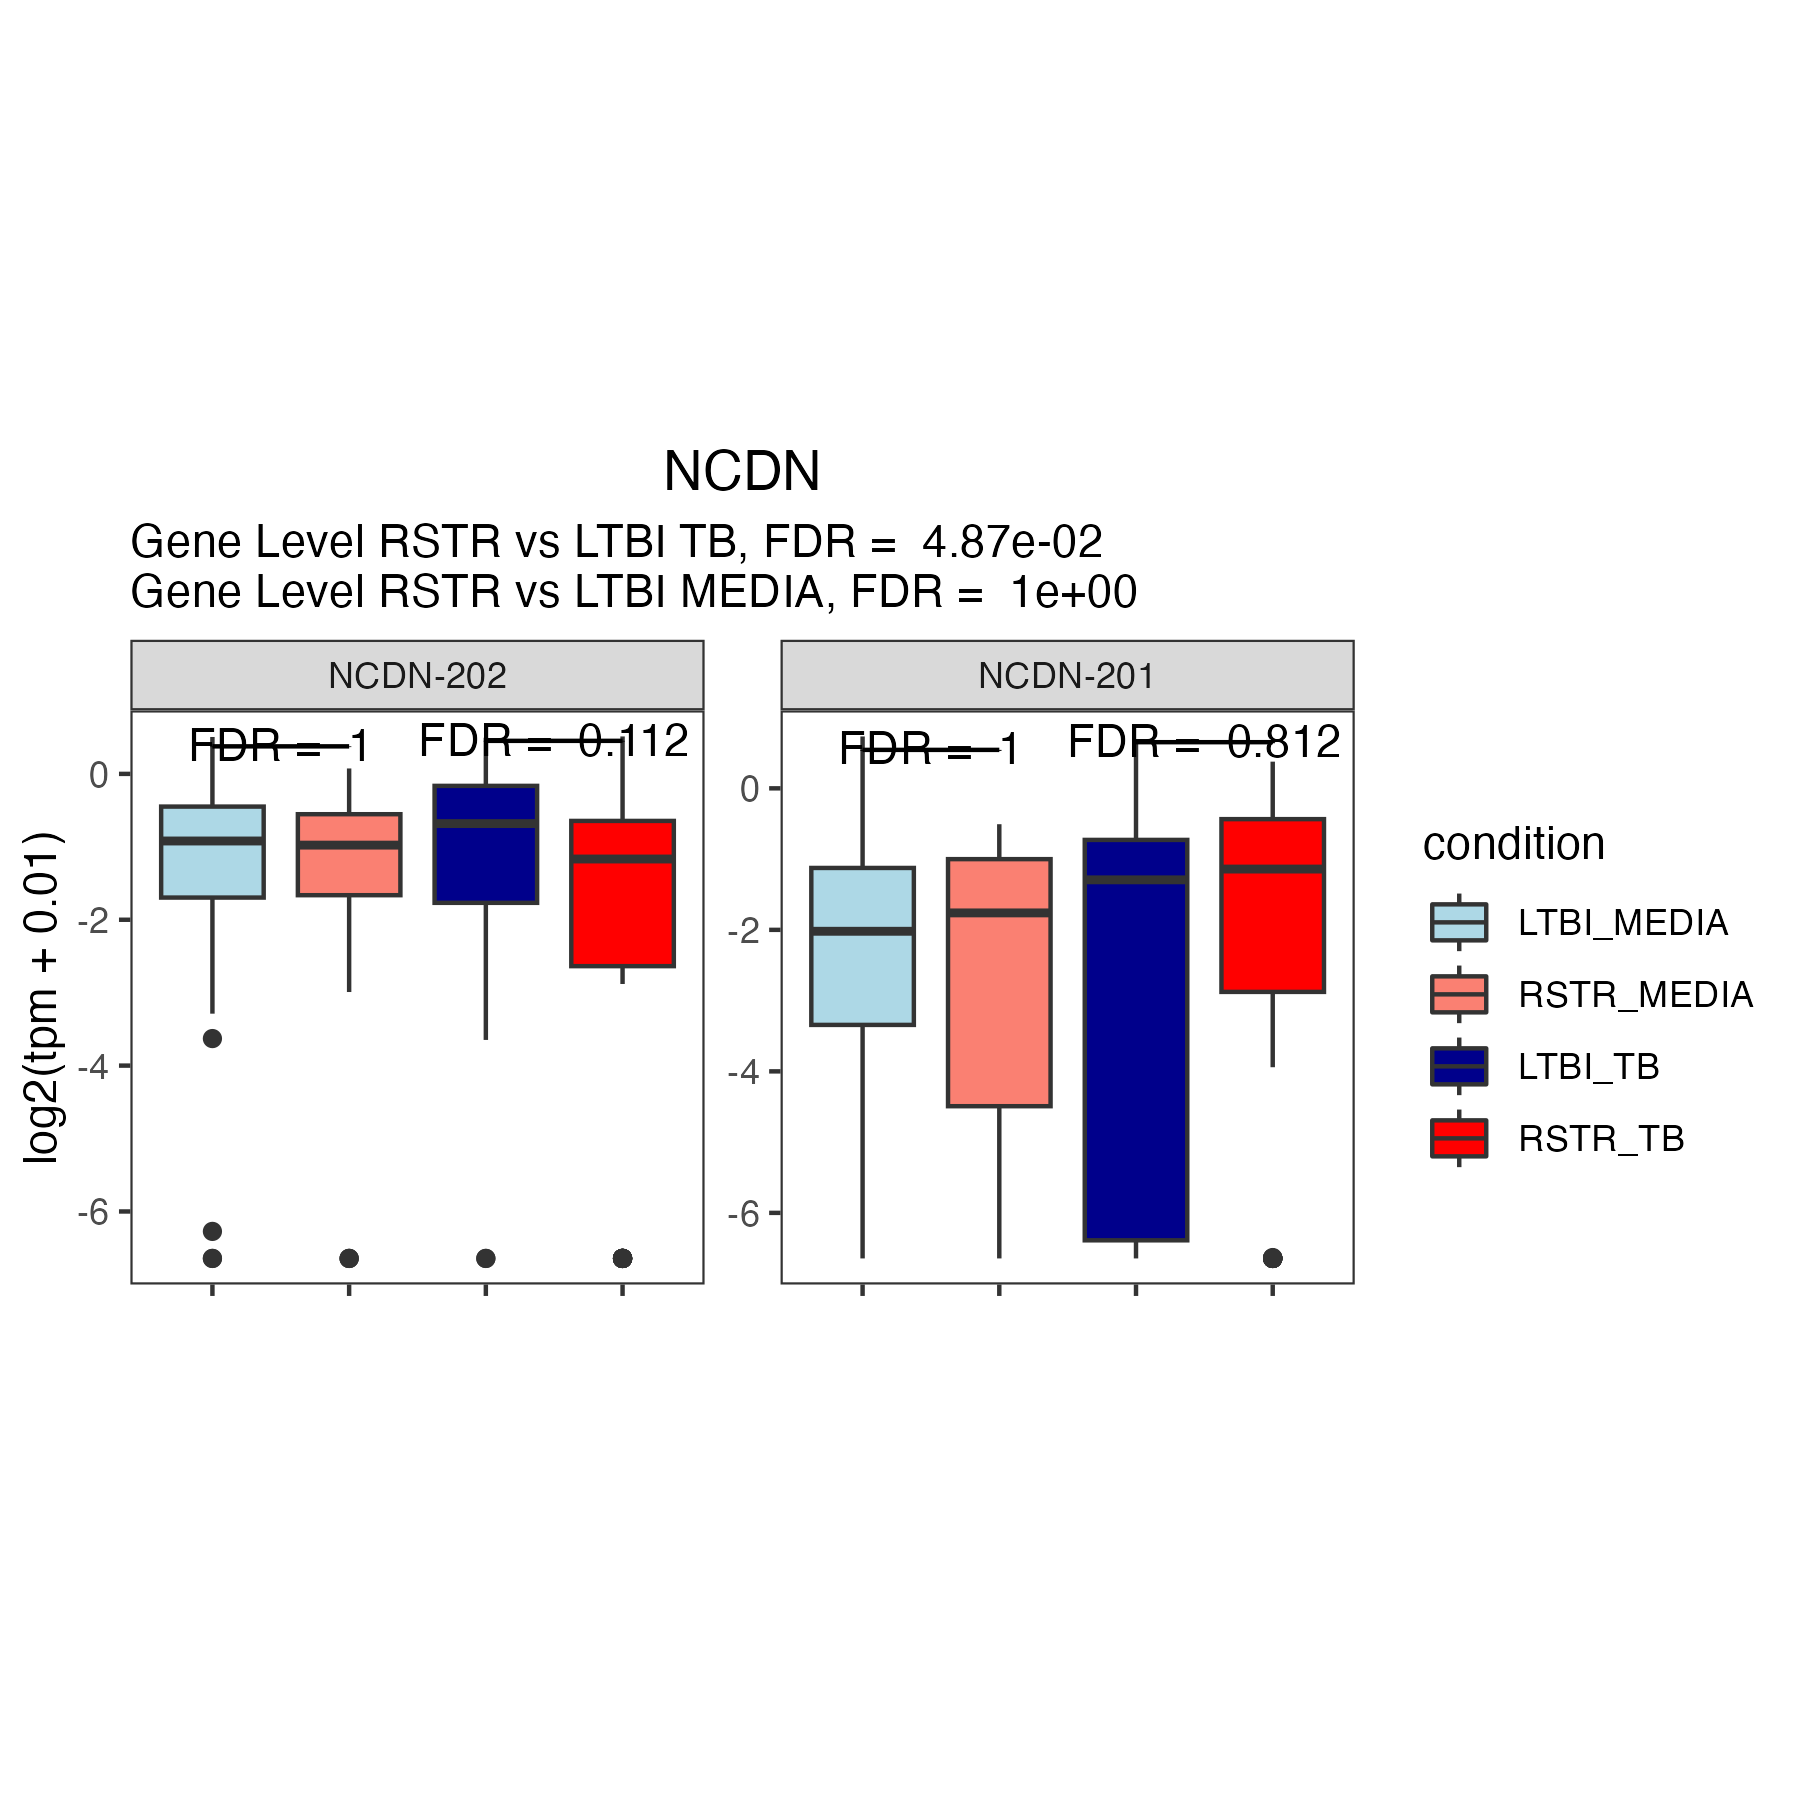 NCDN
Gene Level RSTR vs LTBI TB, FDR =  4.87e-02
Gene Level RSTR vs LTBI MEDIA, FDR =  1e+00
NCDN-202
NCDN-201
FDR =  1
FDR =  0.112
FDR =  1
FDR =  0.812
0
-2
-4
-6
0
-2
-4
-6
log2(tpm + 0.01)
condition
LTBI_MEDIA
RSTR_MEDIA
LTBI_TB
RSTR_TB